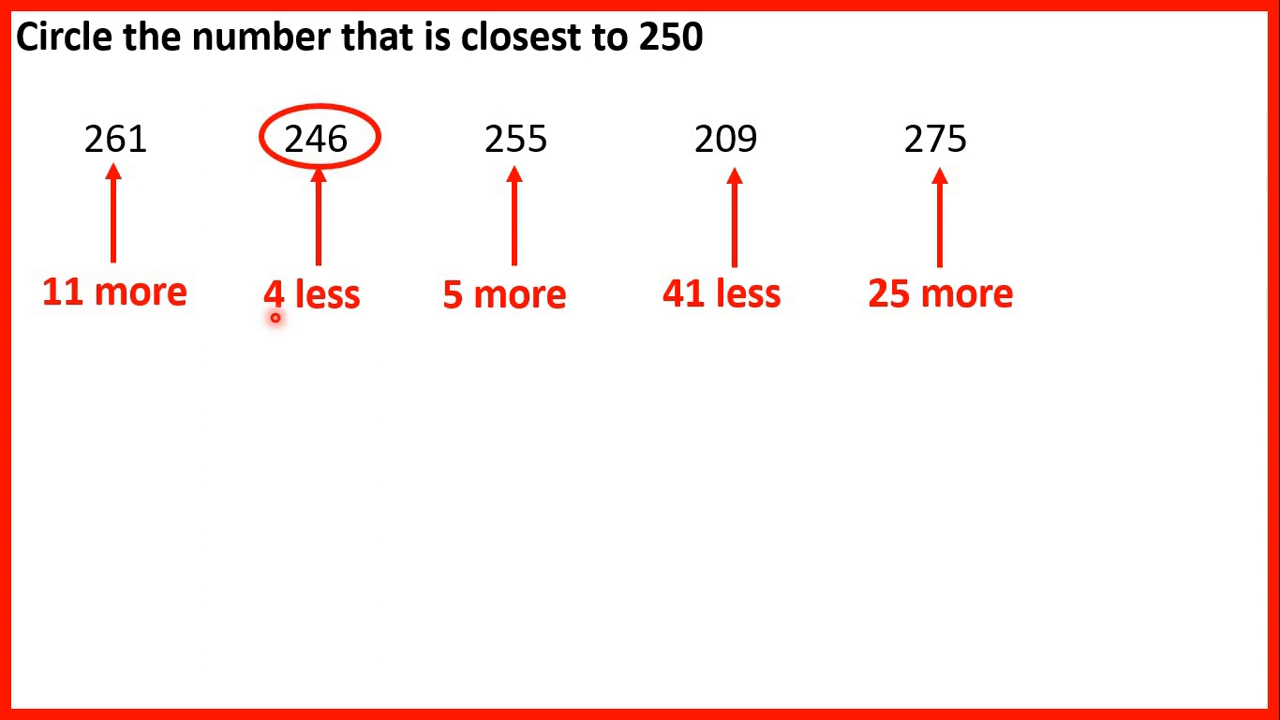 Circle the number that is closest to 250
261 246 255 209 275
11 more 4 less 5 more 41 less 25 more